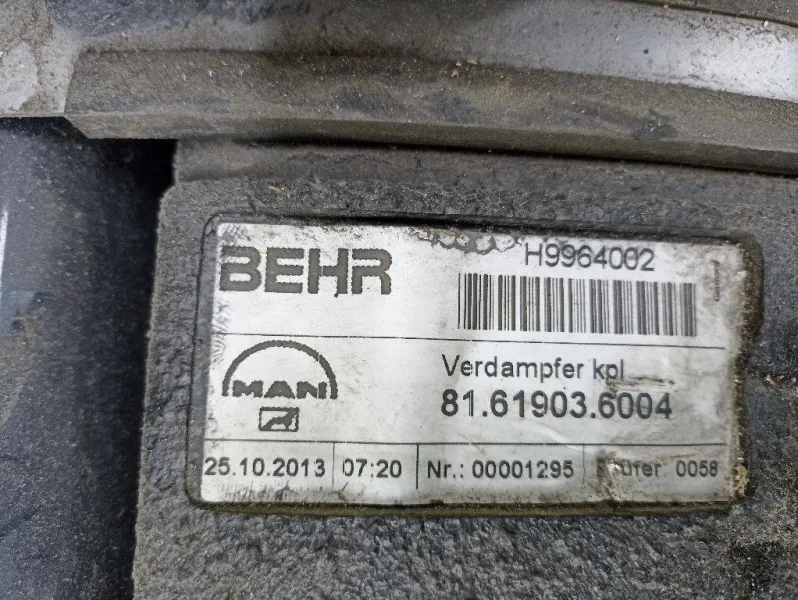 BEHR
H9964002
MAN
Verdampfer kpl
81.61903.6004
25.10.2013 07:20 Nr.: 00001295 0058